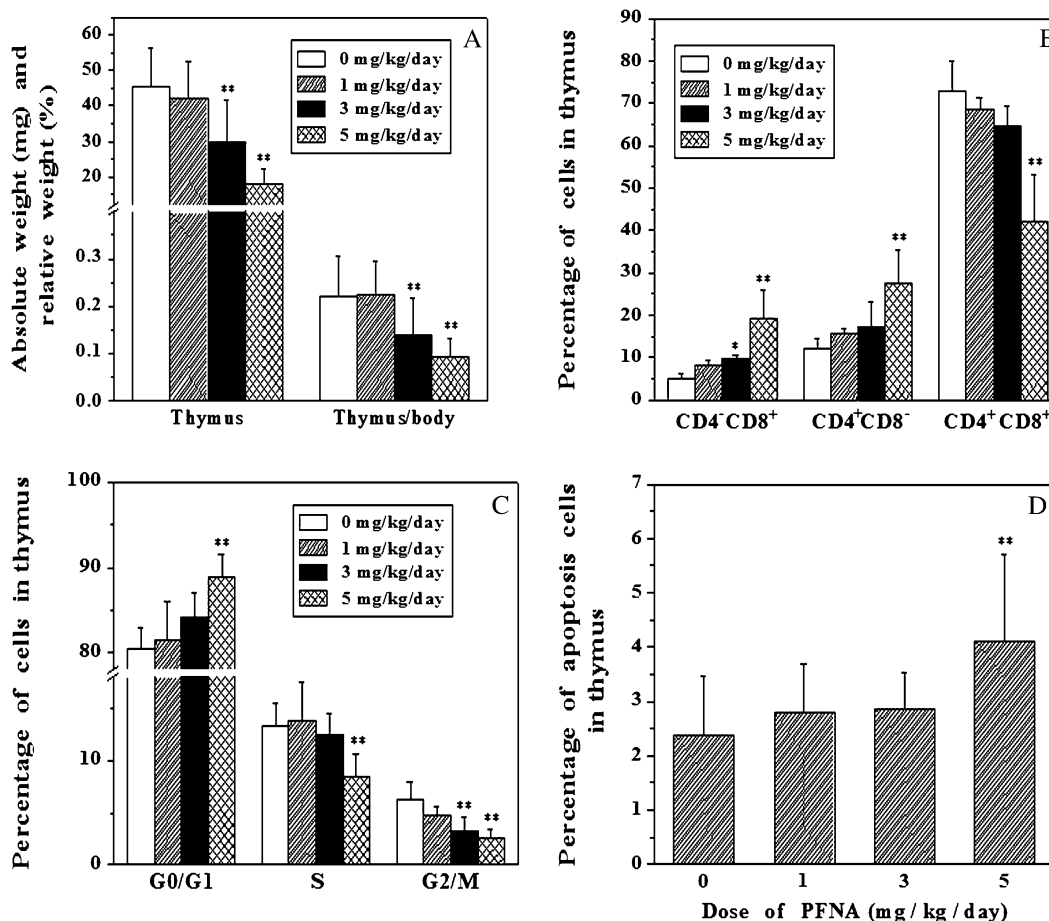 A
Absolute weight (mg) and
relative weight (%)
60
50
40
30
20
0.3
0.2
0.1
0.0
0 mg/kg/day
1 mg/kg/day
3 mg/kg/day
5 mg/kg/day
** ** ** **
Thymus Thymus/body
B
Percentage of cells in thymus
90
80
70
60
50
40
30
20
10
0
0 mg/kg/day
1 mg/kg/day
3 mg/kg/day
5 mg/kg/day
* ** ** **
CD4⁻CD8⁺ CD4⁺CD8⁻ CD4⁺CD8⁺
C
Percentage of cells in thymus
100
90
80
10
0
0 mg/kg/day
1 mg/kg/day
3 mg/kg/day
5 mg/kg/day
** ** ** **
G0/G1 S G2/M
D
Percentage of apoptosis cells
in thymus
7
6
5
4
3
2
1
0
**
0 1 3 5
Dose of PFNA (mg / kg / day)